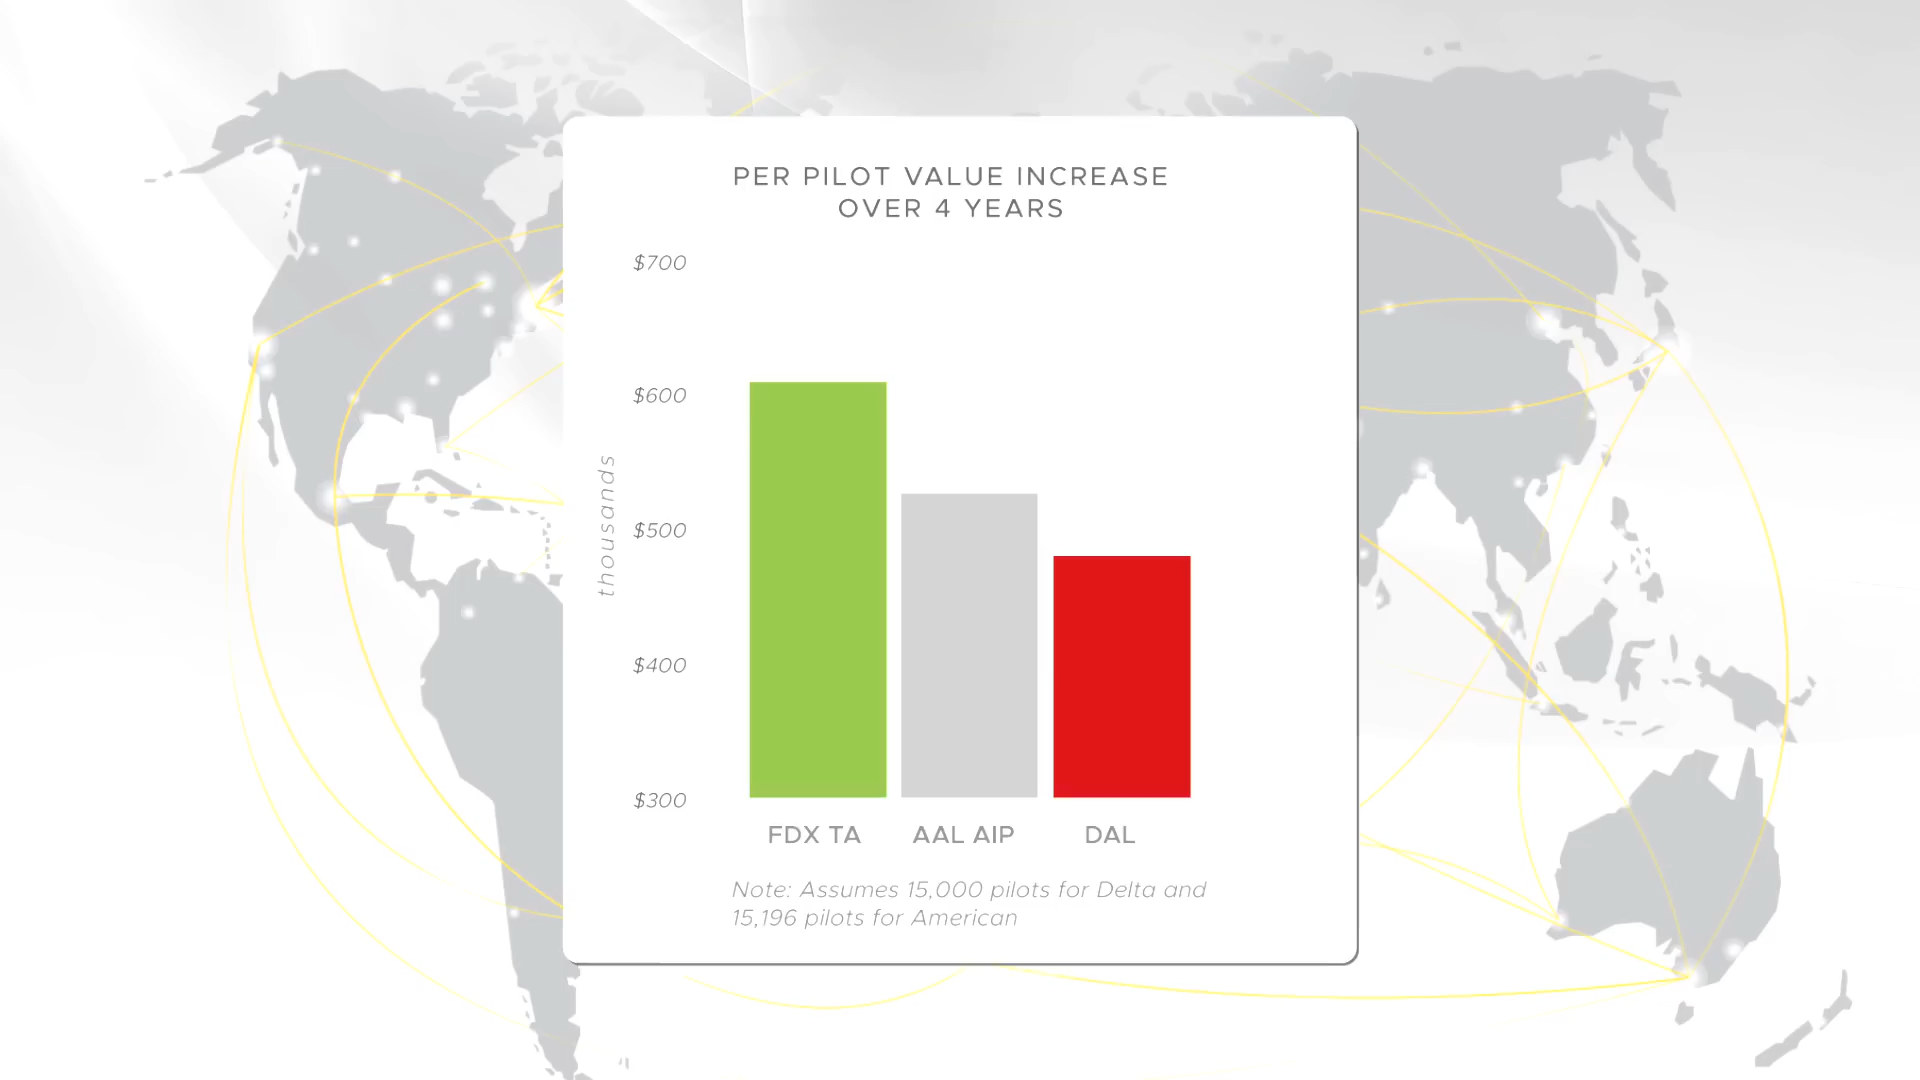 PER PILOT VALUE INCREASE
OVER 4 YEARS
$700
$600
$500
$400
$300
thousands
FDX TA
AAL AIP
DAL
Note: Assumes 15,000 pilots for Delta and
15,196 pilots for American